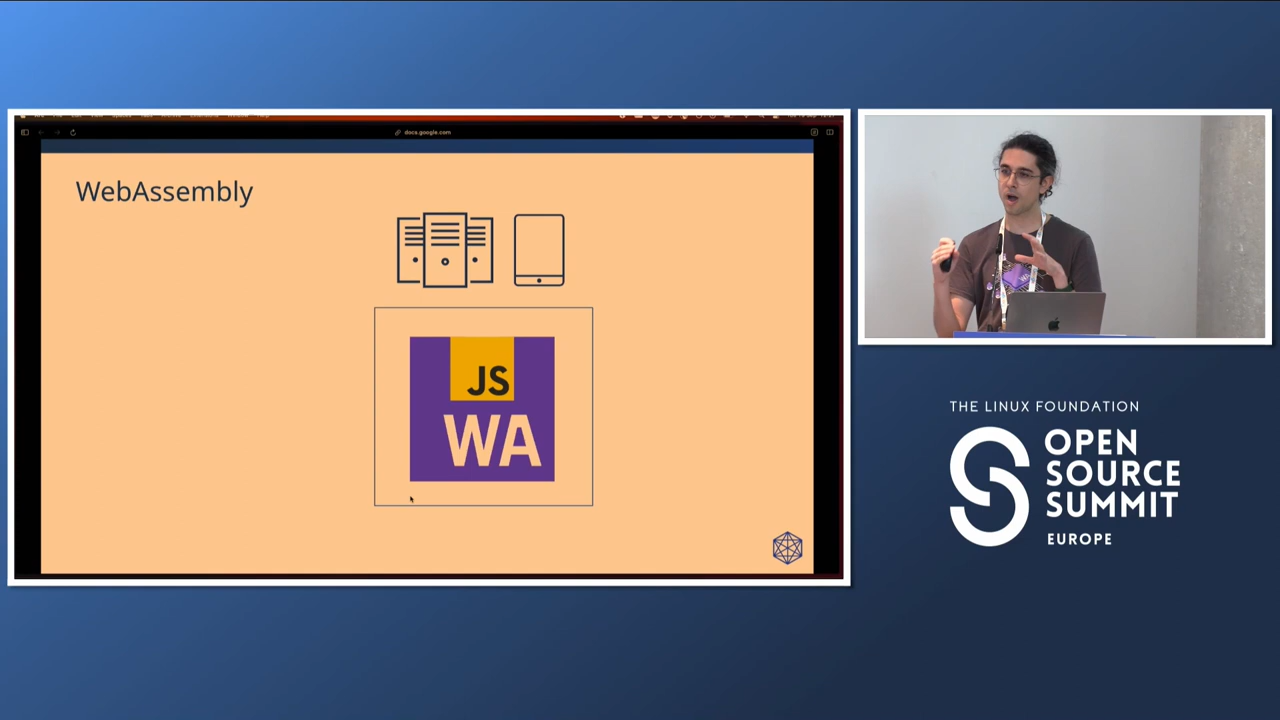 docs.google.com
WebAssembly
JS
WA
THE LINUX FOUNDATION
OPEN
SOURCE
SUMMIT
EUROPE